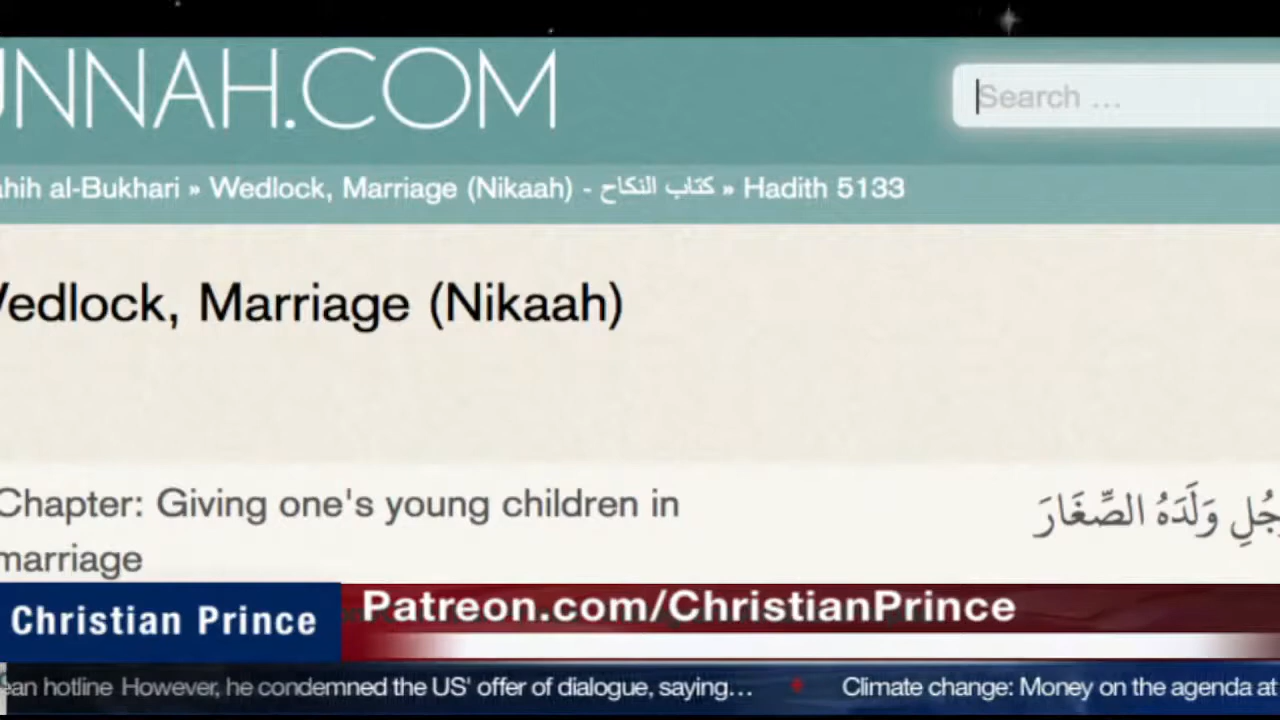 UNNAH.COM
Search ...
ahih al-Bukhari » Wedlock, Marriage (Nikaah) - كتاب النكاح » Hadith 5133
Wedlock, Marriage (Nikaah)
Chapter: Giving one's young children in
marriage
جُلِ وَلَدَهُ الصِّغَارَ
Christian Prince
Patreon.com/ChristianPrince
ean hotline However, he condemned the US' offer of dialogue, saying... Climate change: Money on the agenda at